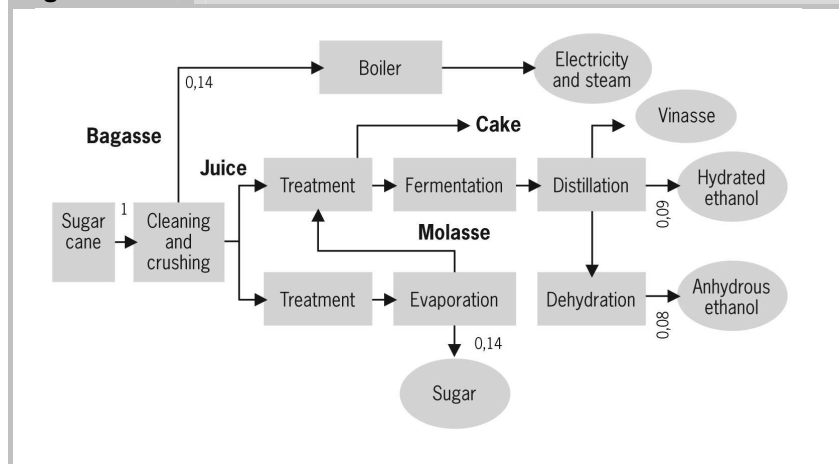 Boiler
Electricity
and steam
0,14
Vinasse
Cake
Bagasse
Juice
Treatment
Fermentation
Distillation
Hydrated
ethanol
0,09
Sugar
cane
1
Cleaning
and
crushing
Molasse
Treatment
Evaporation
Dehydration
Anhydrous
ethanol
0,08
0,14
Sugar